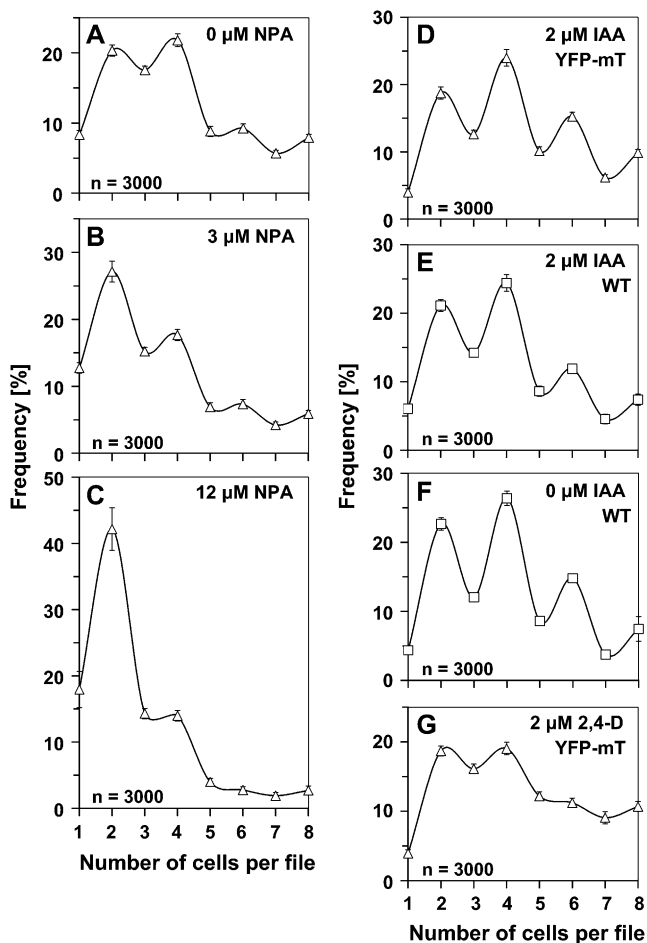 A
0 µM NPA
20
10
0
n = 3000
B
3 µM NPA
30
20
10
0
n = 3000
C
12 µM NPA
50
40
30
20
10
0
n = 3000
1 2 3 4 5 6 7 8
Number of cells per file
Frequency [%]
D
2 µM IAA
YFP-mT
30
20
10
0
n = 3000
E
2 µM IAA
WT
30
20
10
0
n = 3000
F
0 µM IAA
WT
30
20
10
0
n = 3000
G
2 µM 2,4-D
YFP-mT
20
10
0
n = 3000
1 2 3 4 5 6 7 8
Number of cells per file
Frequency [%]